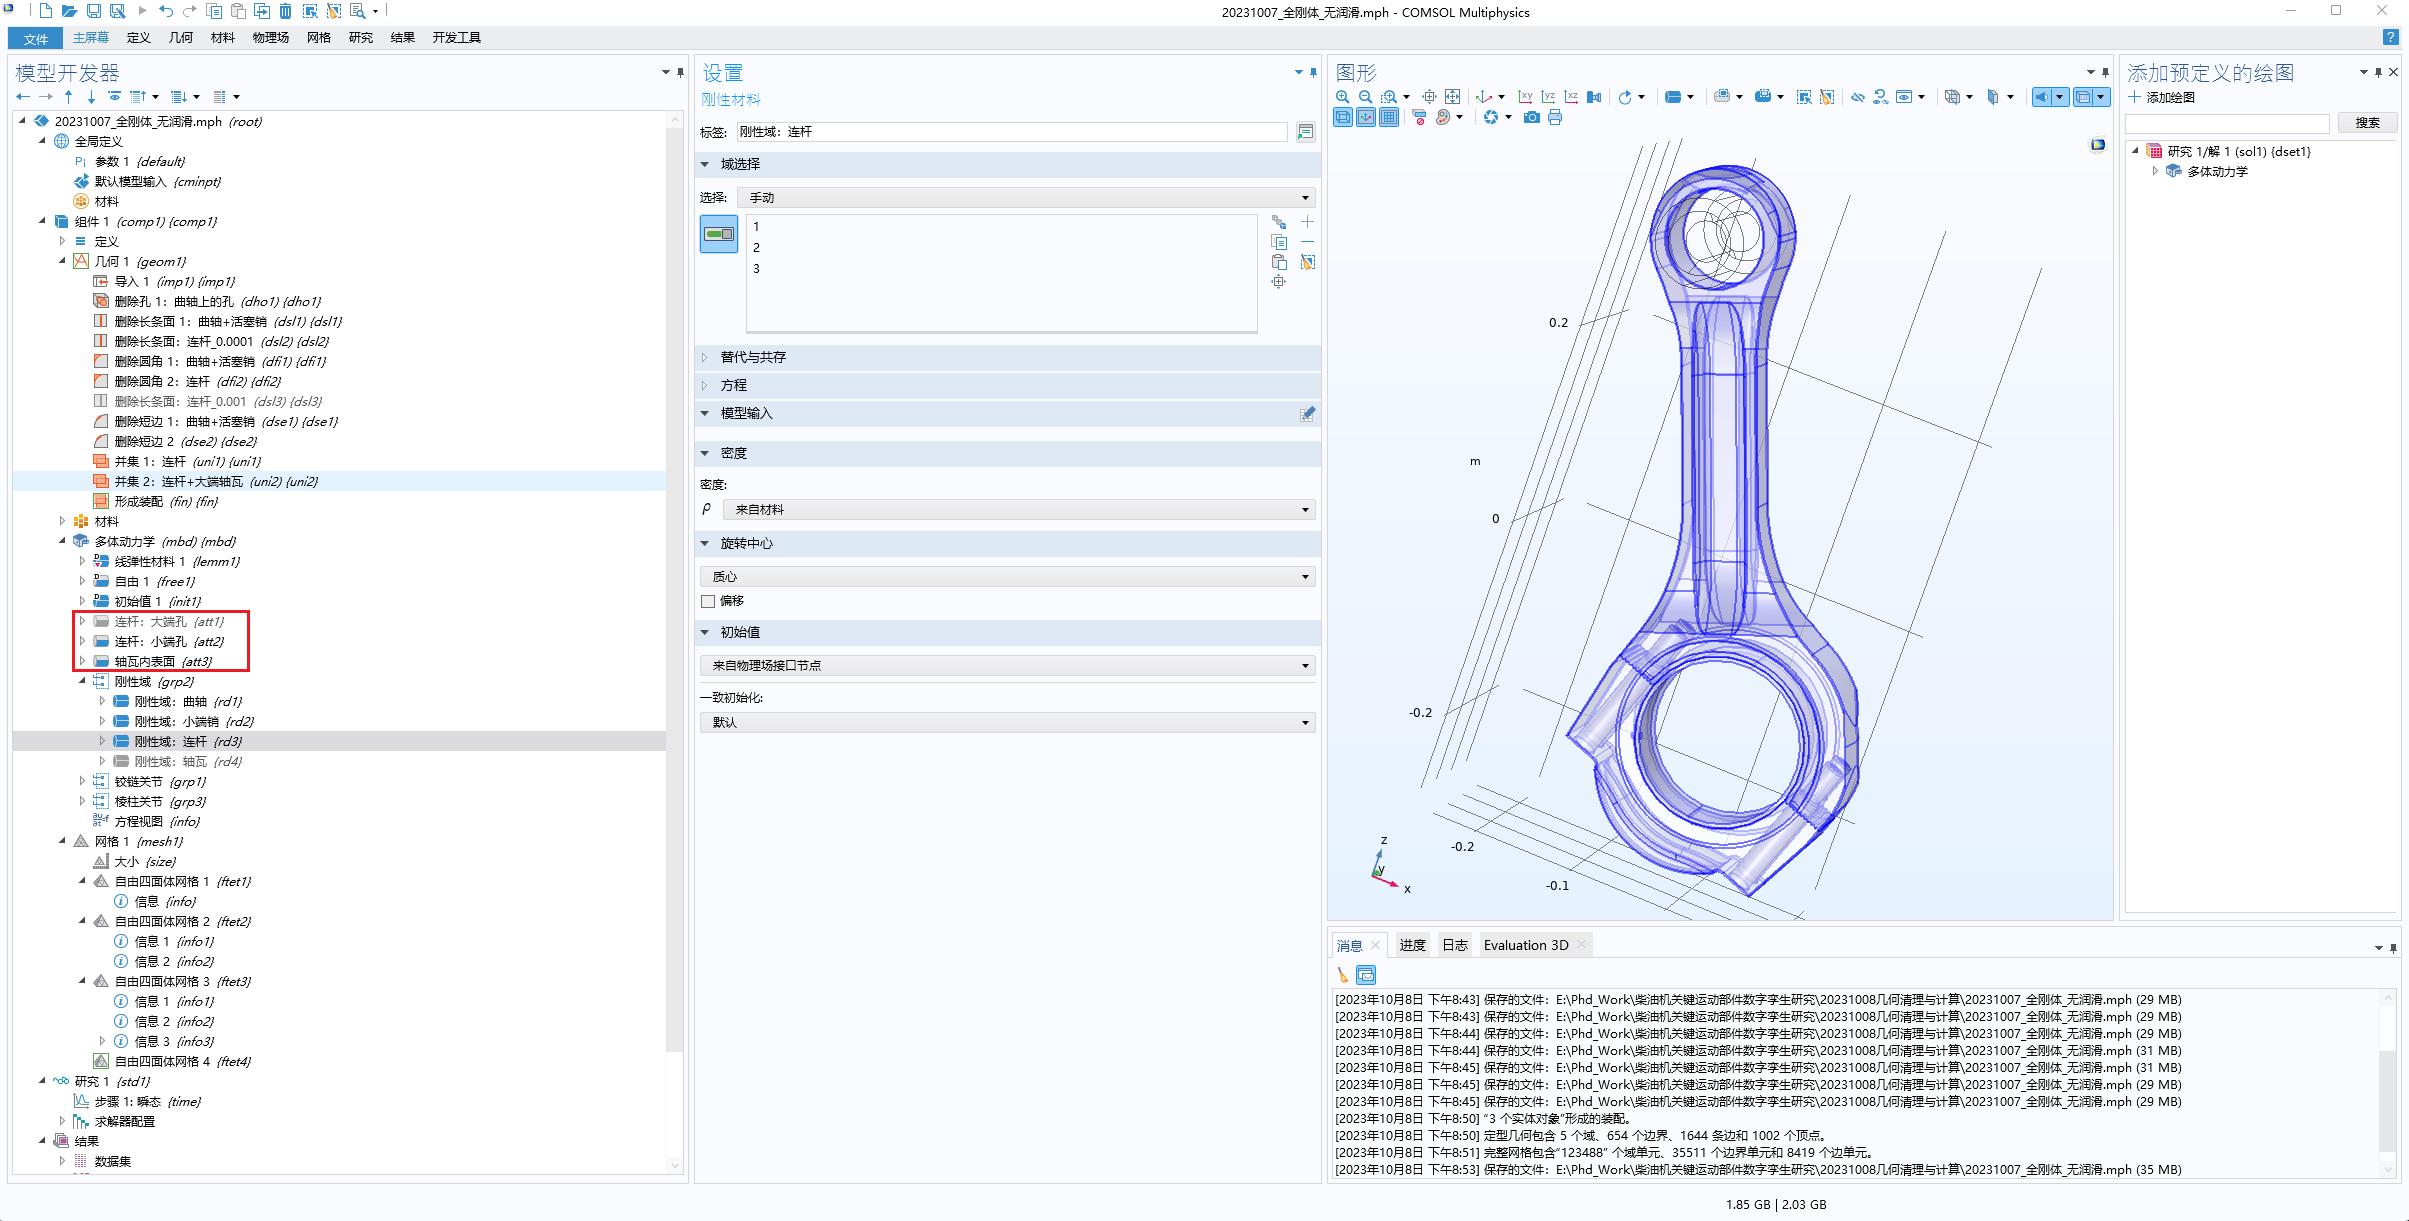 20231007_全刚体_无润滑.mph - COMSOL Multiphysics
文件 主屏幕 定义 几何 材料 物理场 网格 研究 结果 开发工具
模型开发器
20231007_全刚体_无润滑.mph (root)
全局定义
Pi 参数 1 {default}
默认模型输入 {cminpt}
材料
组件 1 (comp1) {comp1}
定义
几何 1 {geom1}
导入 1 (imp1) {imp1}
删除孔 1：曲轴上的孔 (dho1) {dho1}
删除长条面 1：曲轴+活塞销 (dsl1) {dsl1}
删除长条面：连杆_0.0001 (dsl2) {dsl2}
删除圆角 1：曲轴+活塞销 (dfi1) {dfi1}
删除圆角 2：连杆 (dfi2) {dfi2}
删除长条面：连杆_0.001 (dsl3) {dsl3}
删除短边 1：曲轴+活塞销 (dse1) {dse1}
删除短边 2 (dse2) {dse2}
并集 1：连杆 (uni1) {uni1}
并集 2：连杆+大端轴瓦 (uni2) {uni2}
形成装配 (fin) {fin}
材料
多体动力学 (mbd) {mbd}
线弹性材料 1 {lemm1}
自由 1 {free1}
初始值 1 {init1}
连杆：大端孔 {att1}
连杆：小端孔 {att2}
轴瓦内表面 {att3}
刚性域 {grp2}
刚性域：曲轴 {rd1}
刚性域：小端销 {rd2}
刚性域：连杆 {rd3}
刚性域：轴瓦 {rd4}
铰链关节 {grp1}
棱柱关节 {grp3}
方程视图 {info}
网格 1 {mesh1}
大小 {size}
自由四面体网格 1 {ftet1}
信息 {info}
自由四面体网格 2 {ftet2}
信息 1 {info1}
信息 2 {info2}
自由四面体网格 3 {ftet3}
信息 1 {info1}
信息 2 {info2}
信息 3 {info3}
自由四面体网格 4 {ftet4}
研究 1 {std1}
步骤 1: 瞬态 {time}
求解器配置
结果
数据集
设置
刚性材料
标签: 刚性域：连杆
域选择
选择: 手动
1
2
3
替代与共存
方程
模型输入
密度
密度:
ρ 来自材料
旋转中心
质心
偏移
初始值
来自物理场接口节点
一致初始化:
默认
图形
xy yz xz
0.2
m
0
-0.2
-0.2
-0.1
z
y
x
添加预定义的绘图
添加绘图
搜索
研究 1/解 1 (sol1) {dset1}
多体动力学
消息 进度 日志 Evaluation 3D
[2023年10月8日 下午8:43] 保存的文件：E:\Phd_Work\柴油机关键运动部件数字孪生研究\20231008几何清理与计算\20231007_全刚体_无润滑.mph (29 MB)
[2023年10月8日 下午8:43] 保存的文件：E:\Phd_Work\柴油机关键运动部件数字孪生研究\20231008几何清理与计算\20231007_全刚体_无润滑.mph (29 MB)
[2023年10月8日 下午8:44] 保存的文件：E:\Phd_Work\柴油机关键运动部件数字孪生研究\20231008几何清理与计算\20231007_全刚体_无润滑.mph (29 MB)
[2023年10月8日 下午8:44] 保存的文件：E:\Phd_Work\柴油机关键运动部件数字孪生研究\20231008几何清理与计算\20231007_全刚体_无润滑.mph (31 MB)
[2023年10月8日 下午8:45] 保存的文件：E:\Phd_Work\柴油机关键运动部件数字孪生研究\20231008几何清理与计算\20231007_全刚体_无润滑.mph (31 MB)
[2023年10月8日 下午8:45] 保存的文件：E:\Phd_Work\柴油机关键运动部件数字孪生研究\20231008几何清理与计算\20231007_全刚体_无润滑.mph (29 MB)
[2023年10月8日 下午8:45] 保存的文件：E:\Phd_Work\柴油机关键运动部件数字孪生研究\20231008几何清理与计算\20231007_全刚体_无润滑.mph (29 MB)
[2023年10月8日 下午8:50] “3 个实体对象”形成的装配。
[2023年10月8日 下午8:50] 定型几何包含 5 个域、654 个边界、1644 条边和 1002 个顶点。
[2023年10月8日 下午8:51] 完整网格包含“123488” 个域单元、35511 个边界单元和 8419 个边单元。
[2023年10月8日 下午8:53] 保存的文件：E:\Phd_Work\柴油机关键运动部件数字孪生研究\20231008几何清理与计算\20231007_全刚体_无润滑.mph (35 MB)
1.85 GB | 2.03 GB